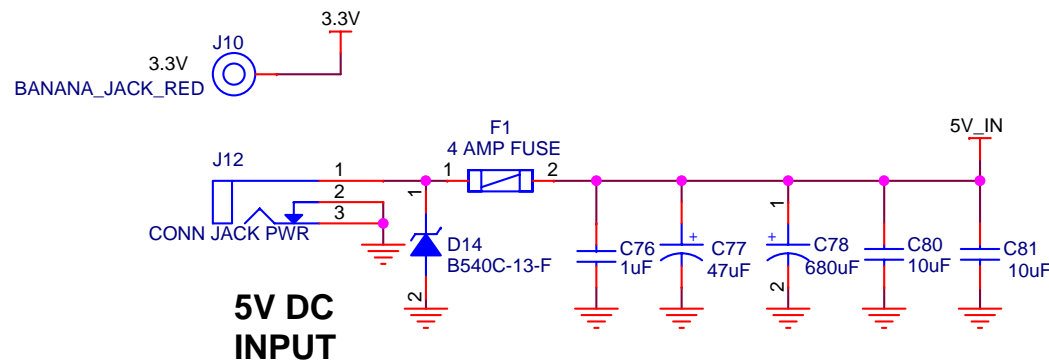 3.3V
J10
3.3V
BANANA_JACK_RED
F1
4 AMP FUSE
5V_IN
J12
1
2
3
CONN JACK PWR
1
2
1
D14
B540C-13-F
2
C76
1uF
+
C77
47uF
1
+
C78
680uF
2
C80
10uF
C81
10uF
5V DC
INPUT